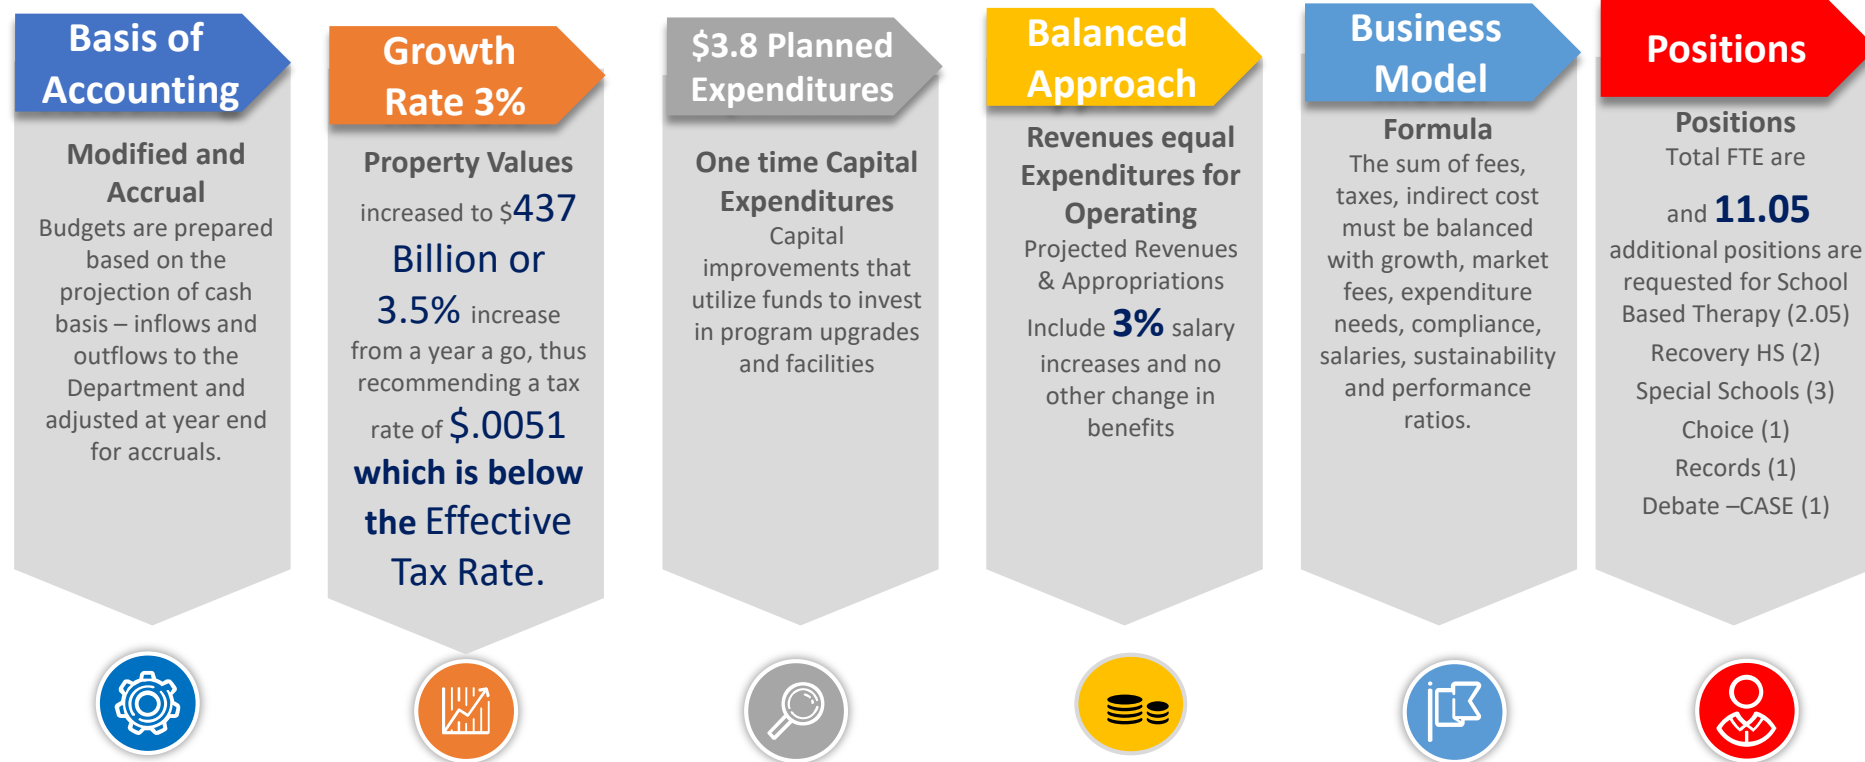 Basis of
Accounting
Modified and
Accrual
Budgets are prepared
based on the
projection of cash
basis – inflows and
outflows to the
Department and
adjusted at year end
for accruals.
Growth
Rate 3%
Property Values
increased to $437
Billion or
3.5% increase
from a year a go, thus
recommending a tax
rate of $.0051
which is below
the Effective
Tax Rate.
$3.8 Planned
Expenditures
One time Capital
Expenditures
Capital
improvements that
utilize funds to invest
in program upgrades
and facilities
Balanced
Approach
Revenues equal
Expenditures for
Operating
Projected Revenues
& Appropriations
Include 3% salary
increases and no
other change in
benefits
Business
Model
Formula
The sum of fees,
taxes, indirect cost
must be balanced
with growth, market
fees, expenditure
needs, compliance,
salaries, sustainability
and performance
ratios.
Positions
Positions
Total FTE are
and 11.05
additional positions are
requested for School
Based Therapy (2.05)
Recovery HS (2)
Special Schools (3)
Choice (1)
Records (1)
Debate –CASE (1)